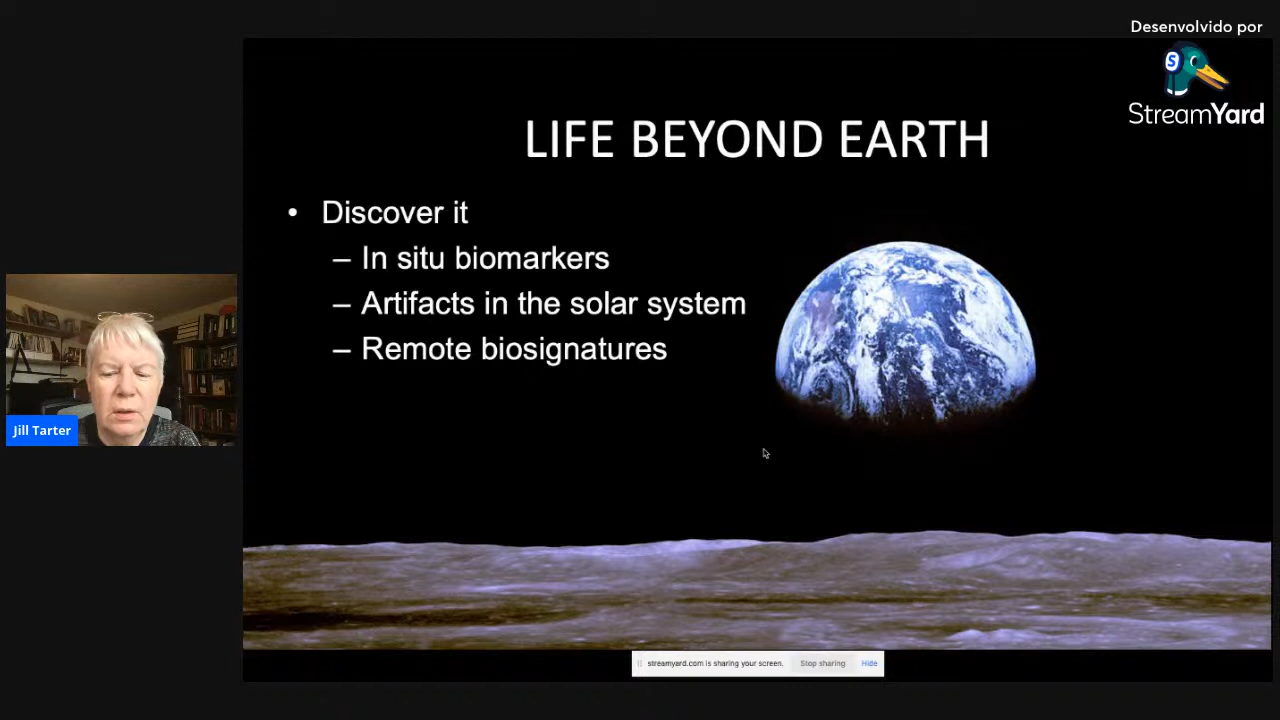 Desenvolvido por
StreamYard
LIFE BEYOND EARTH
• Discover it
– In situ biomarkers
– Artifacts in the solar system
– Remote biosignatures
Jill Tarter
streamyard.com is sharing your screen. Stop sharing Hide